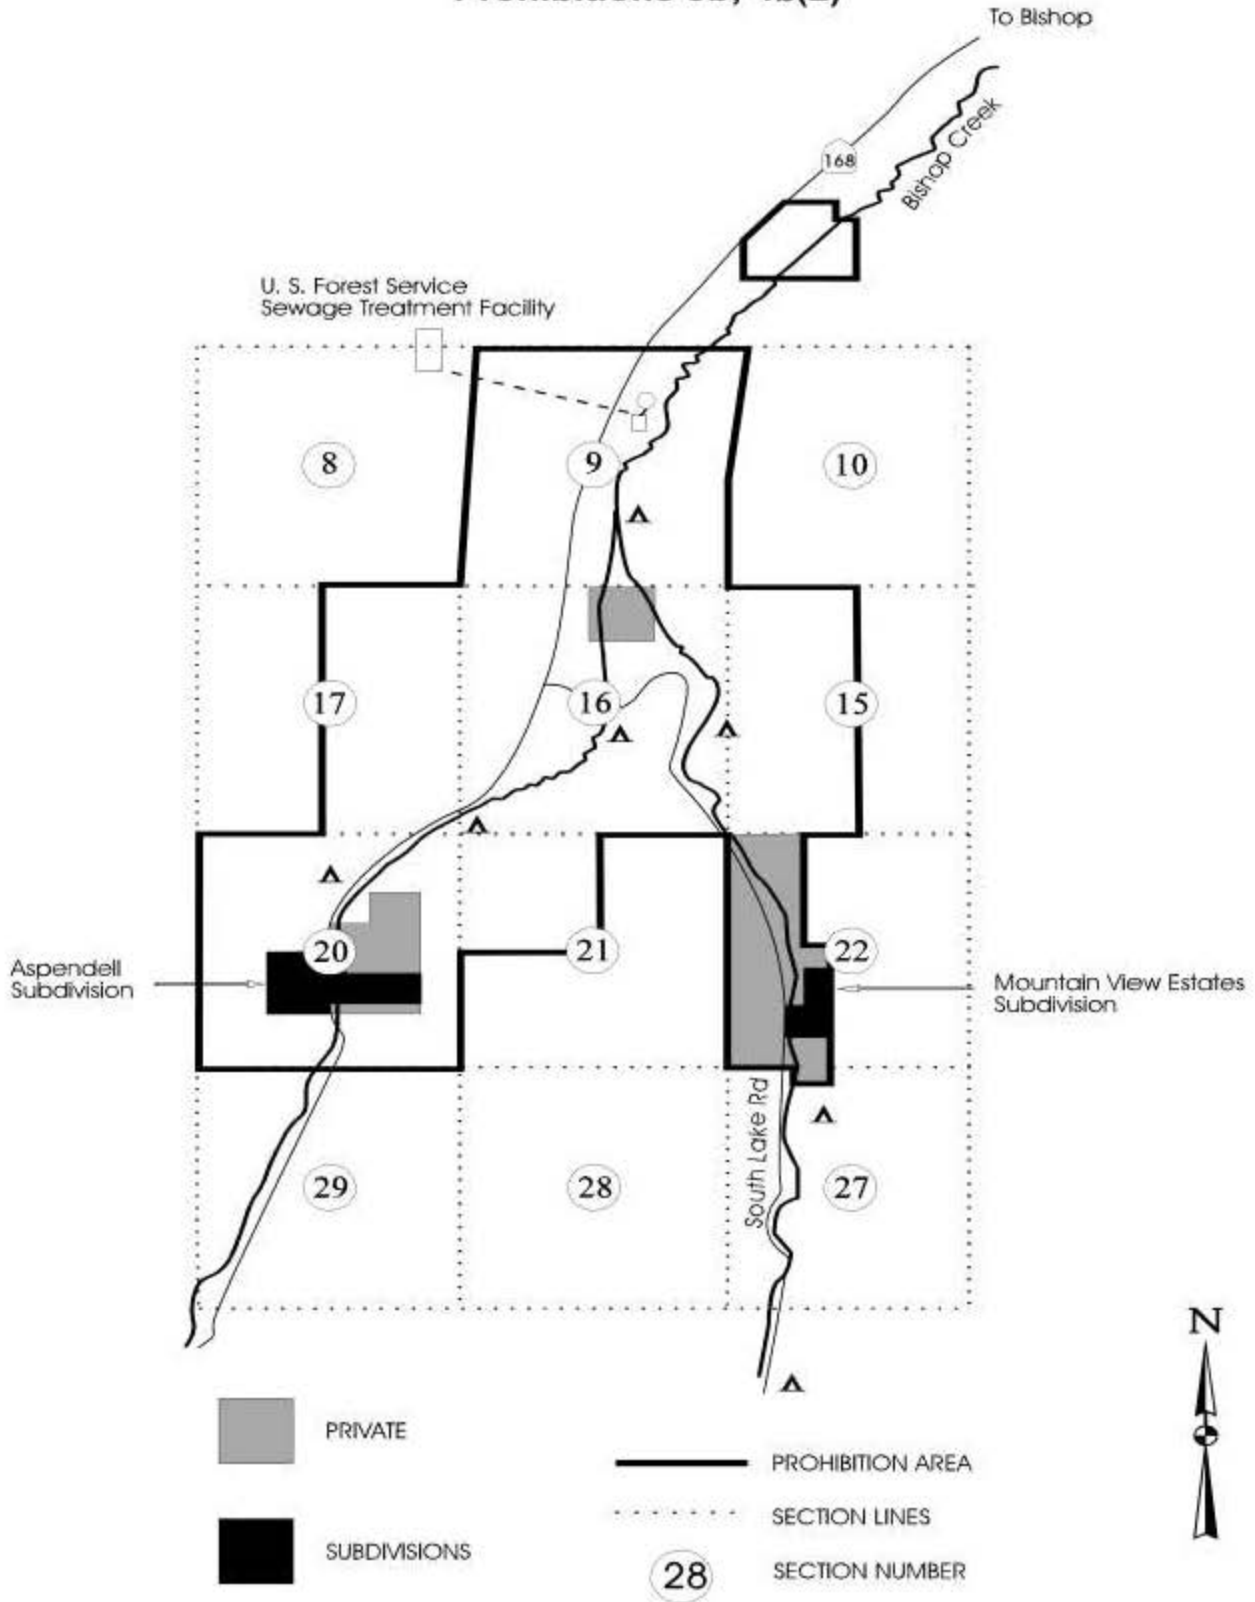 To Bishop
168
Bishop Creek
U. S. Forest Service
Sewage Treatment Facility
8
9
10
17
16
15
20
21
22
Aspendell
Subdivision
Mountain View Estates
Subdivision
South Lake Rd
29
28
27
N
PRIVATE
PROHIBITION AREA
SECTION LINES
SUBDIVISIONS
28
SECTION NUMBER